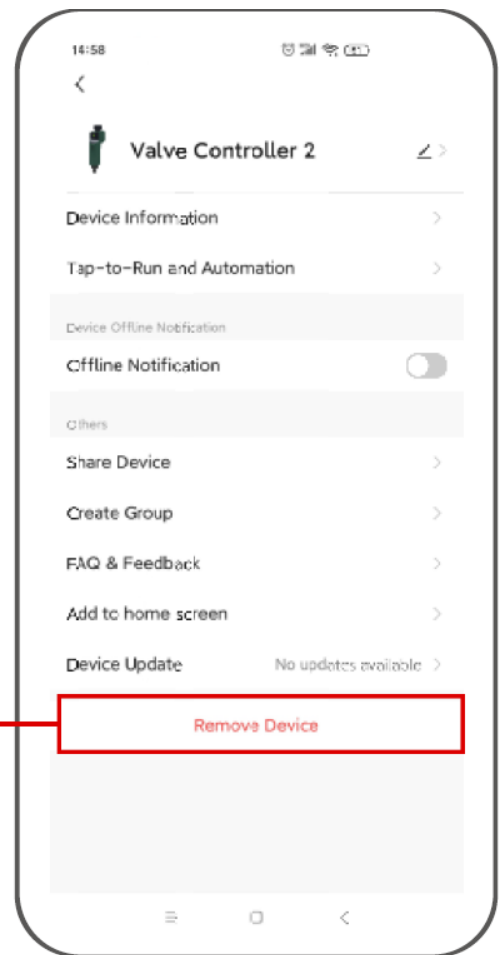 14:58
Valve Controller 2
Device Information
Tap-to-Run and Automation
Device Offline Notification
Offline Notification
Others
Share Device
Create Group
FAQ & Feedback
Add to home screen
Device Update No updates available
Remove Device